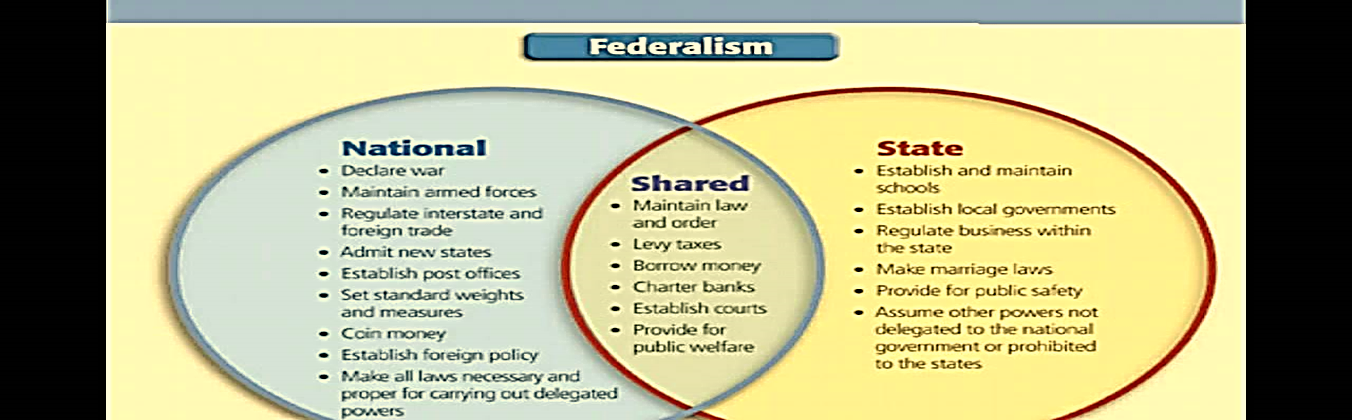 Federalism
National
• Declare war
• Maintain armed forces
• Regulate interstate and
foreign trade
• Admit new states
• Establish post offices
• Set standard weights
and measures
• Coin money
• Establish foreign policy
• Make all laws necessary and
proper for carrying out delegated
powers
Shared
• Maintain law
and order
• Levy taxes
• Borrow money
• Charter banks
• Establish courts
• Provide for
public welfare
State
• Establish and maintain
schools
• Establish local governments
• Regulate business within
the state
• Make marriage laws
• Provide for public safety
• Assume other powers not
delegated to the national
government or prohibited
to the states